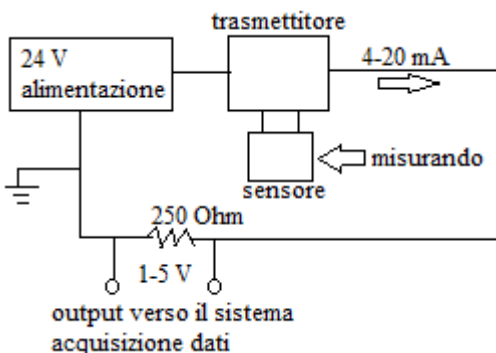 trasmettitore
24 V
alimentazione
4-20 mA
misurando
sensore
250 Ohm
1-5 V
output verso il sistema
acquisizione dati